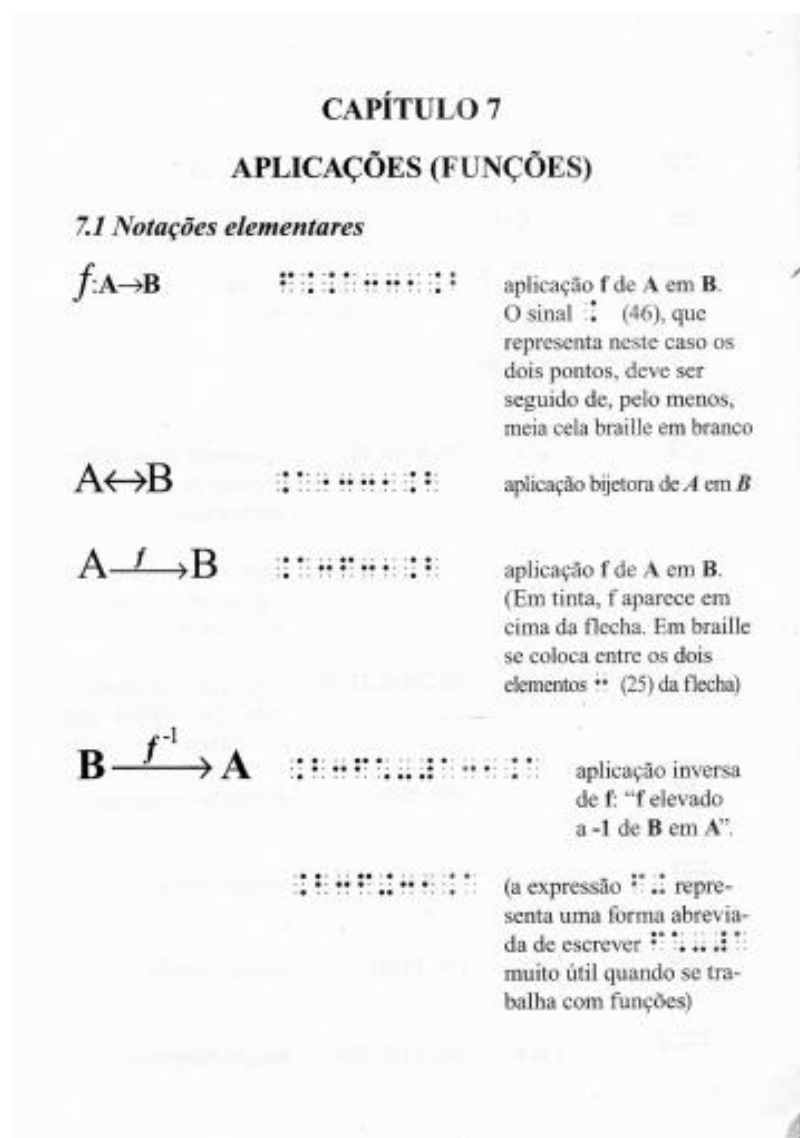 CAPÍTULO 7
APLICAÇÕES (FUNÇÕES)
7.1 Notações elementares
f:A→B
aplicação f de A em B.
O sinal ⠨ (46), que
representa neste caso os
dois pontos, deve ser
seguido de, pelo menos,
meia cela braille em branco
A↔B
aplicação bijetora de A em B
A f→ B
aplicação f de A em B.
(Em tinta, f aparece em
cima da flecha. Em braille
se coloca entre os dois
elementos ⠒ (25) da flecha)
B f⁻¹→ A
aplicação inversa
de f: “f elevado
a -1 de B em A”.
(a expressão repre-
senta uma forma abrevia-
da de escrever
muito útil quando se tra-
balha com funções)